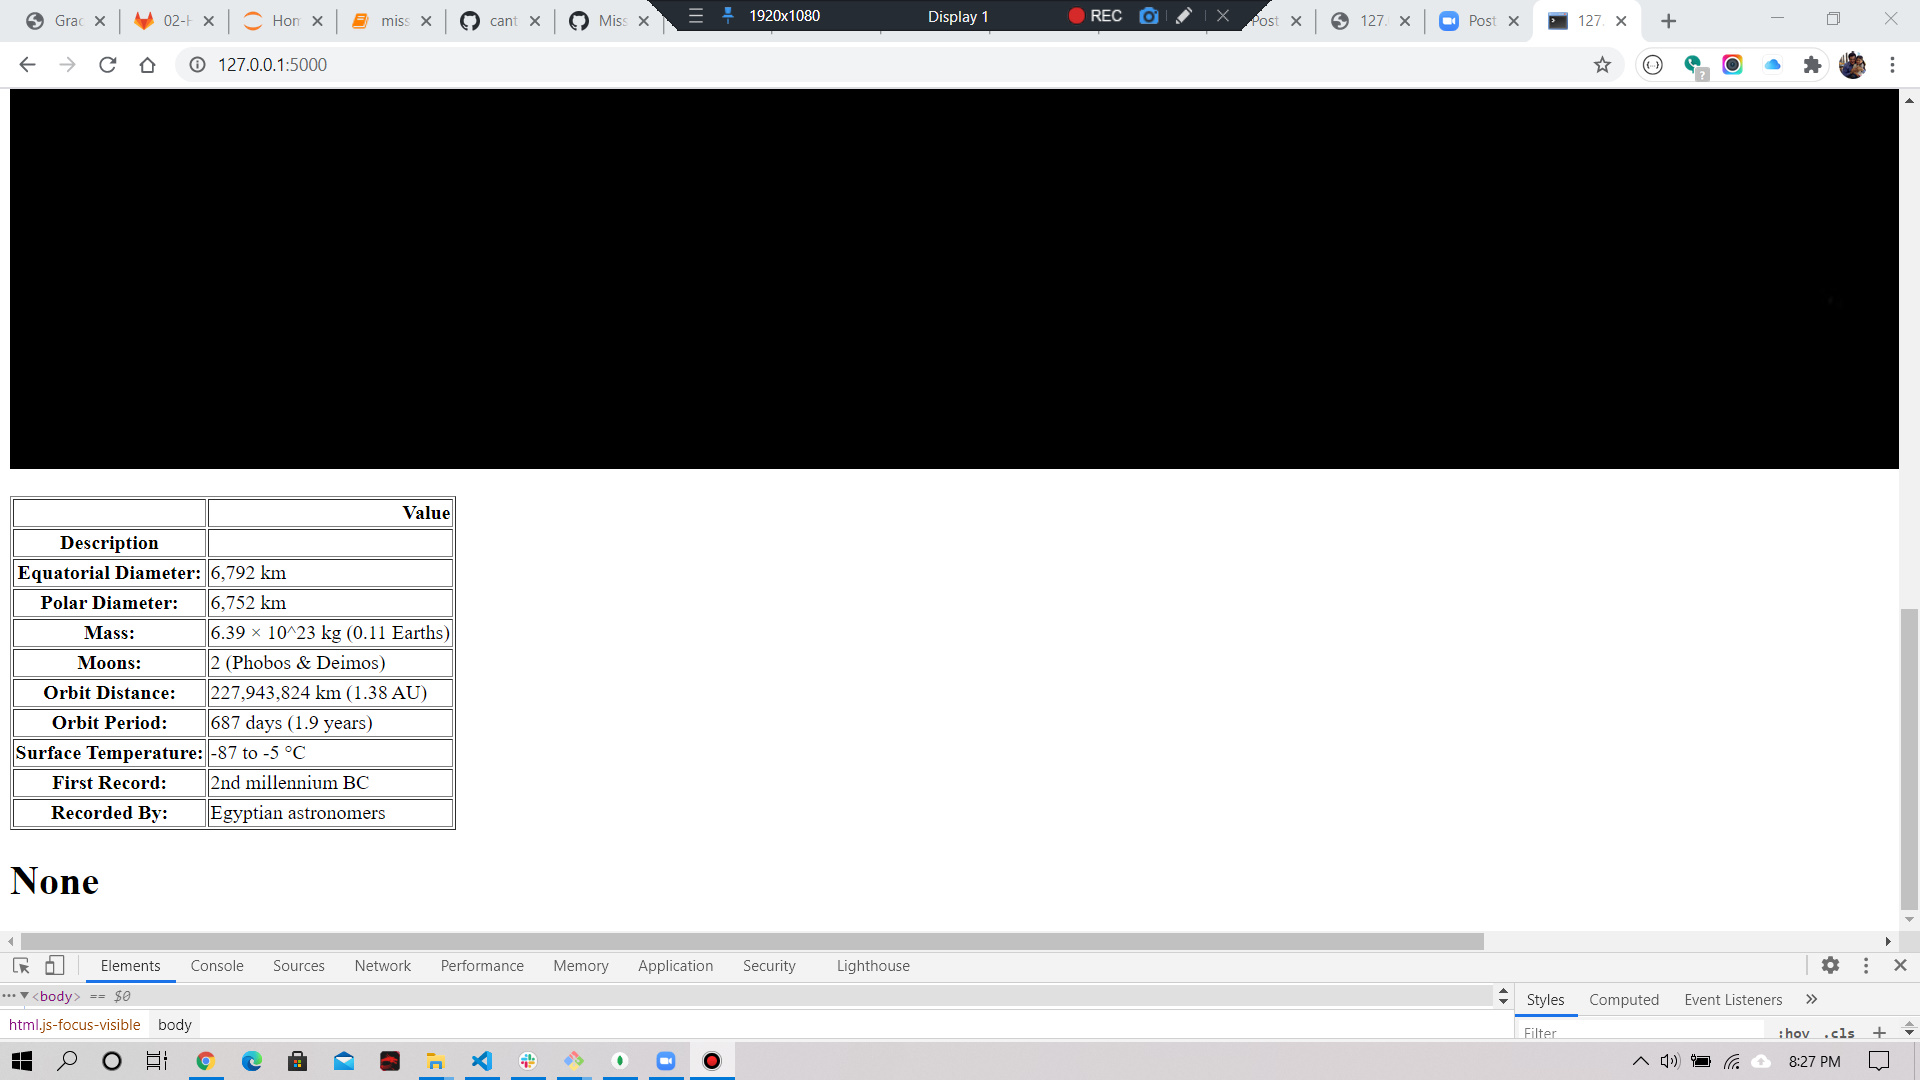 Grac
02-H
Hom
miss
cant
Miss
1920x1080
Display 1
REC
Post
127.
Post
127.
127.0.0.1:5000
Value
Description
Equatorial Diameter: 6,792 km
Polar Diameter: 6,752 km
Mass: 6.39 × 10^23 kg (0.11 Earths)
Moons: 2 (Phobos & Deimos)
Orbit Distance: 227,943,824 km (1.38 AU)
Orbit Period: 687 days (1.9 years)
Surface Temperature: -87 to -5 °C
First Record: 2nd millennium BC
Recorded By: Egyptian astronomers
None
Elements Console Sources Network Performance Memory Application Security Lighthouse
<body> == $0
Styles Computed Event Listeners
html.js-focus-visible body
Filter :hov .cls
8:27 PM